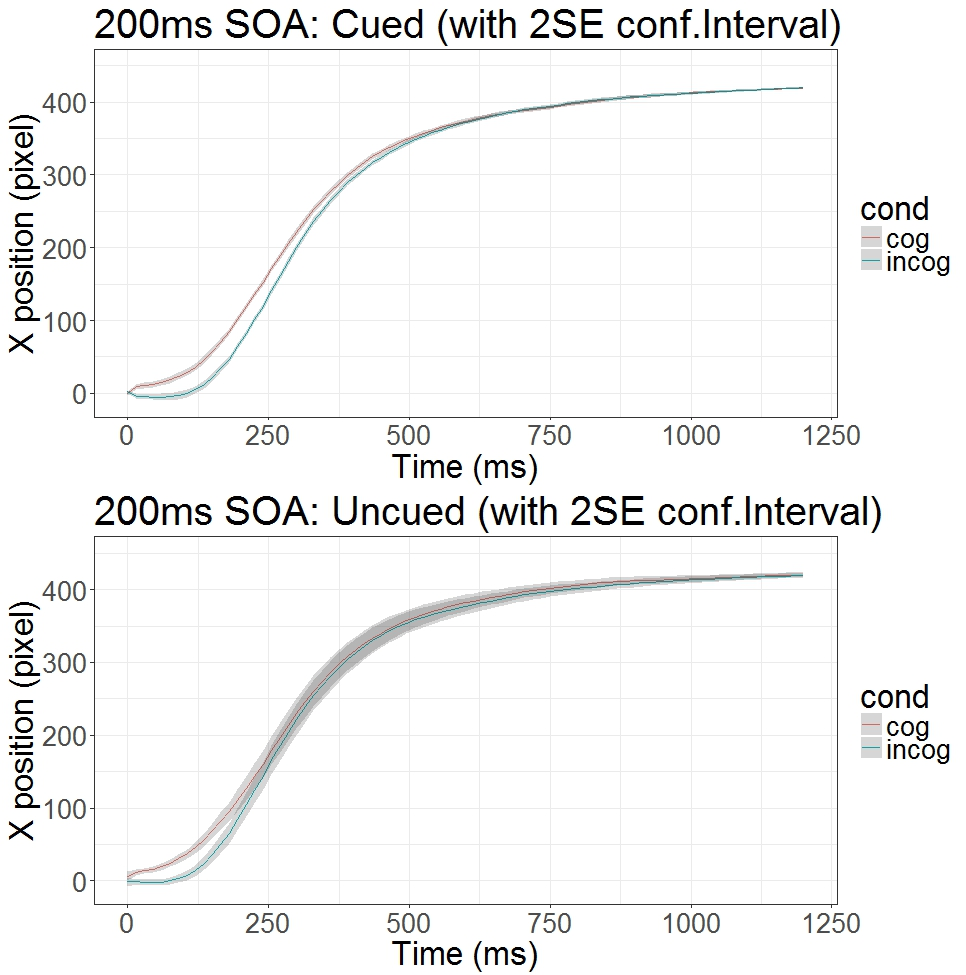 200ms SOA: Cued (with 2SE conf.Interval)
X position (pixel)
400
300
200
100
0
0 250 500 750 1000 1250
Time (ms)
cond
cog
incog
200ms SOA: Uncued (with 2SE conf.Interval)
X position (pixel)
400
300
200
100
0
0 250 500 750 1000 1250
Time (ms)
cond
cog
incog